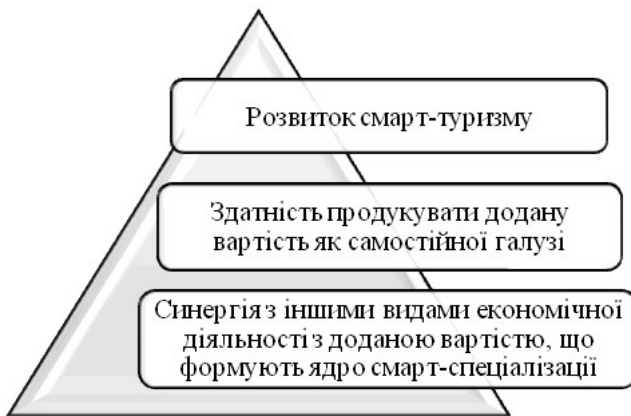 Розвиток смарт-туризму
Здатність продукувати додану
вартість як самостійної галузі
Синергія з іншими видами економічної
діяльності з доданою вартістю, що
формують ядро смарт-спеціалізації